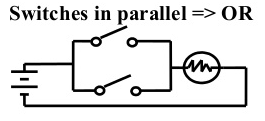 Switches in parallel => OR